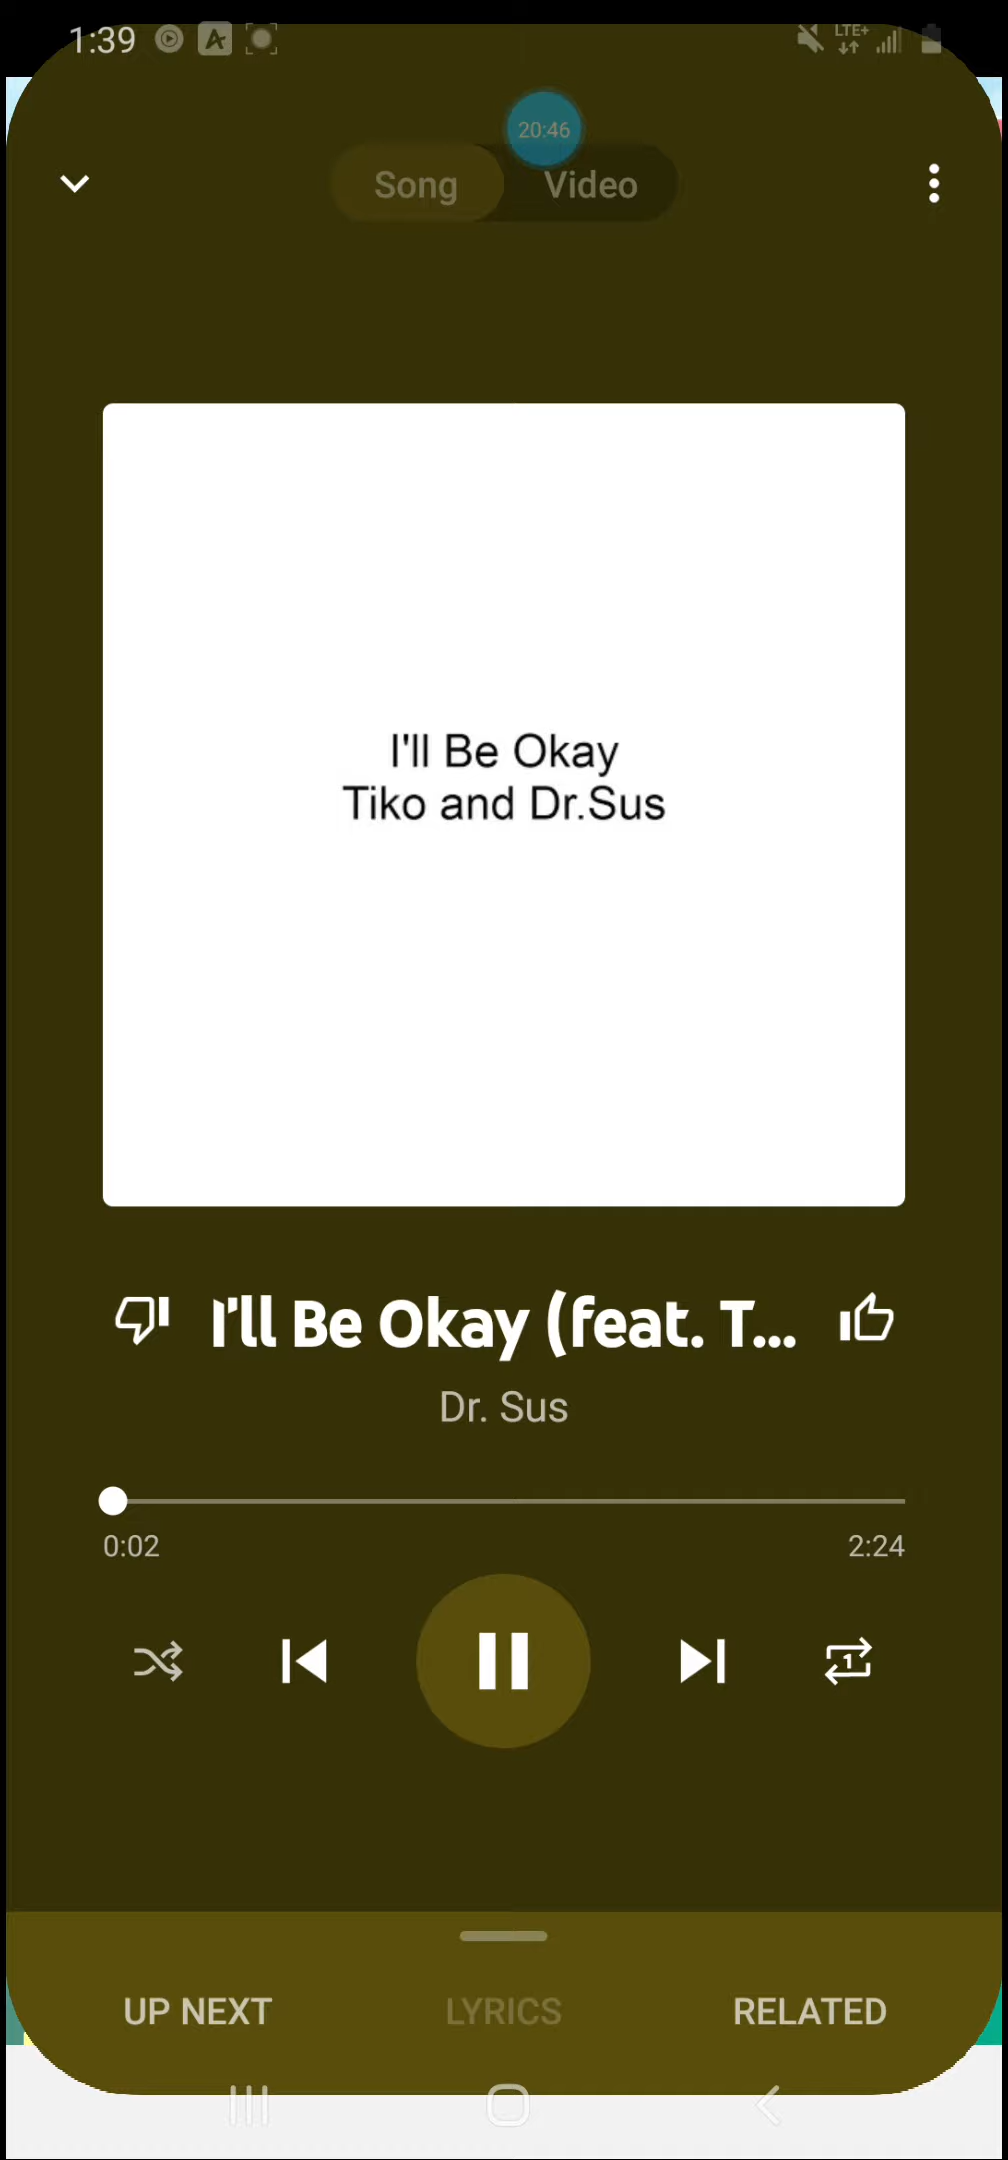 1:39
LTE+
20:46
Song Video
I'll Be Okay
Tiko and Dr.Sus
I'll Be Okay (feat. T...
Dr. Sus
0:02 2:24
1
UP NEXT LYRICS RELATED